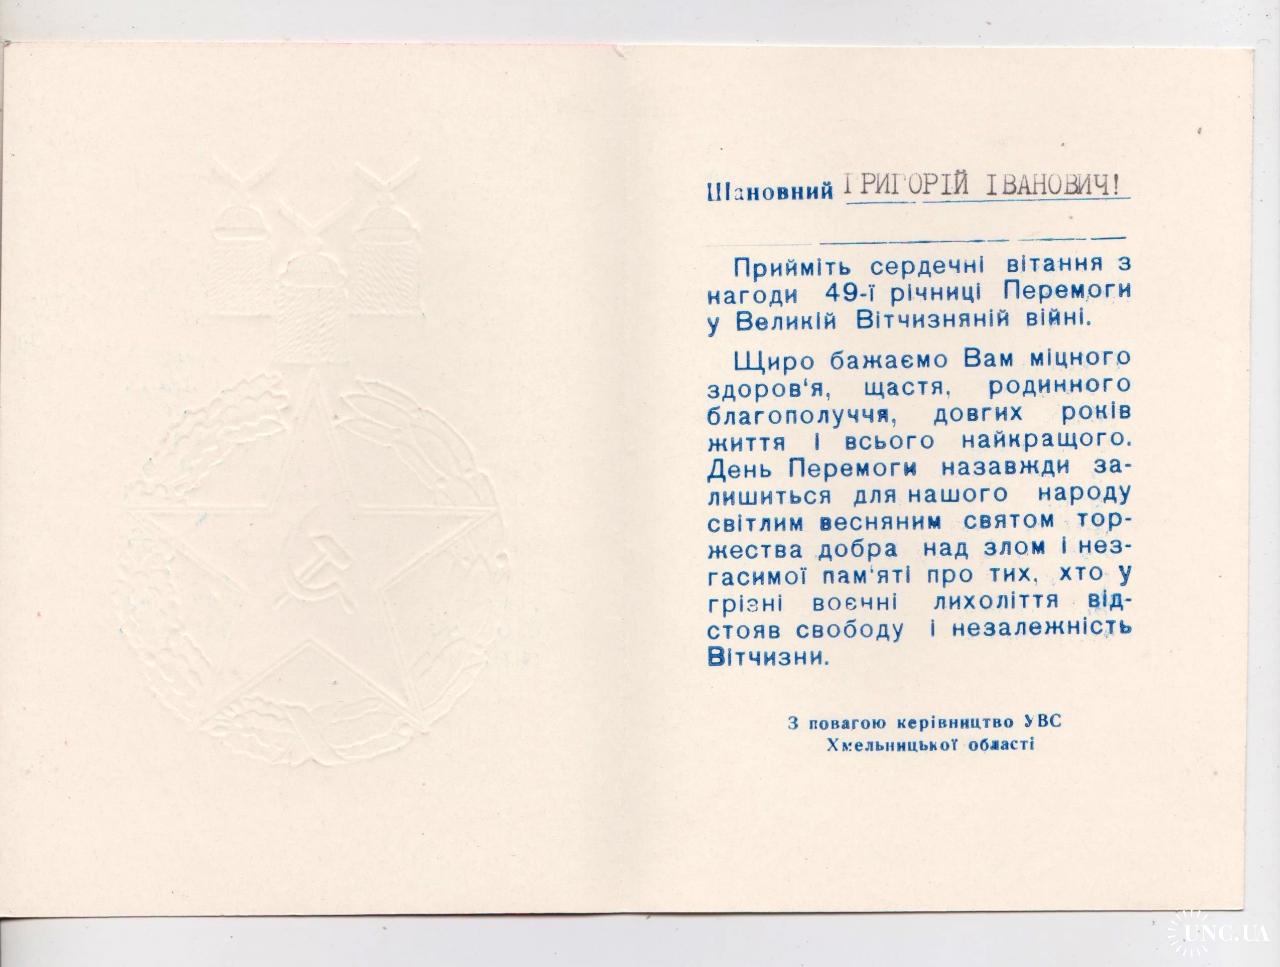 Шановний ГРИГОРІЙ ІВАНОВИЧ!
Прийміть сердечні вітання з
нагоди 49-ї річниці Перемоги
у Великій Вітчизняній війні.
Щиро бажаємо Вам міцного
здоров‘я, щастя, родинного
благополуччя, довгих років
життя і всього найкращого.
День Перемоги назавжди за-
лишиться для нашого народу
світлим весняним святом тор-
жества добра над злом і нез-
гасимої пам‘яті про тих, хто у
грізні воєнні лихоліття від-
стояв свободу і незалежність
Вітчизни.
З повагою керівництво УВС
Хмельницької області
UNC.UA